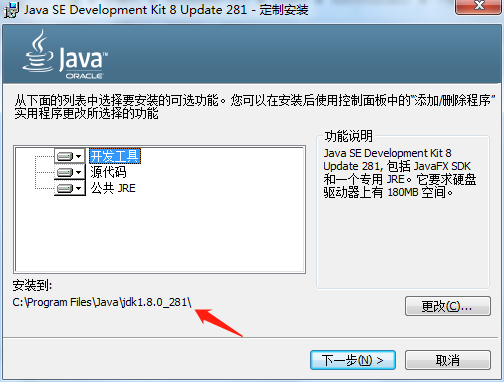 Java SE Development Kit 8 Update 281 - 定制安装
Java
ORACLE
从下面的列表中选择要安装的可选功能。您可以在安装后使用控制面板中的“添加/删除程序”
实用程序更改所选择的功能
开发工具
源代码
公共 JRE
功能说明
Java SE Development Kit 8
Update 281, 包括 JavaFX SDK
和一个专用 JRE。它要求硬盘
驱动器上有 180MB 空间。
安装到:
C:\Program Files\Java\jdk1.8.0_281\
更改(C)...
下一步(N) >
取消